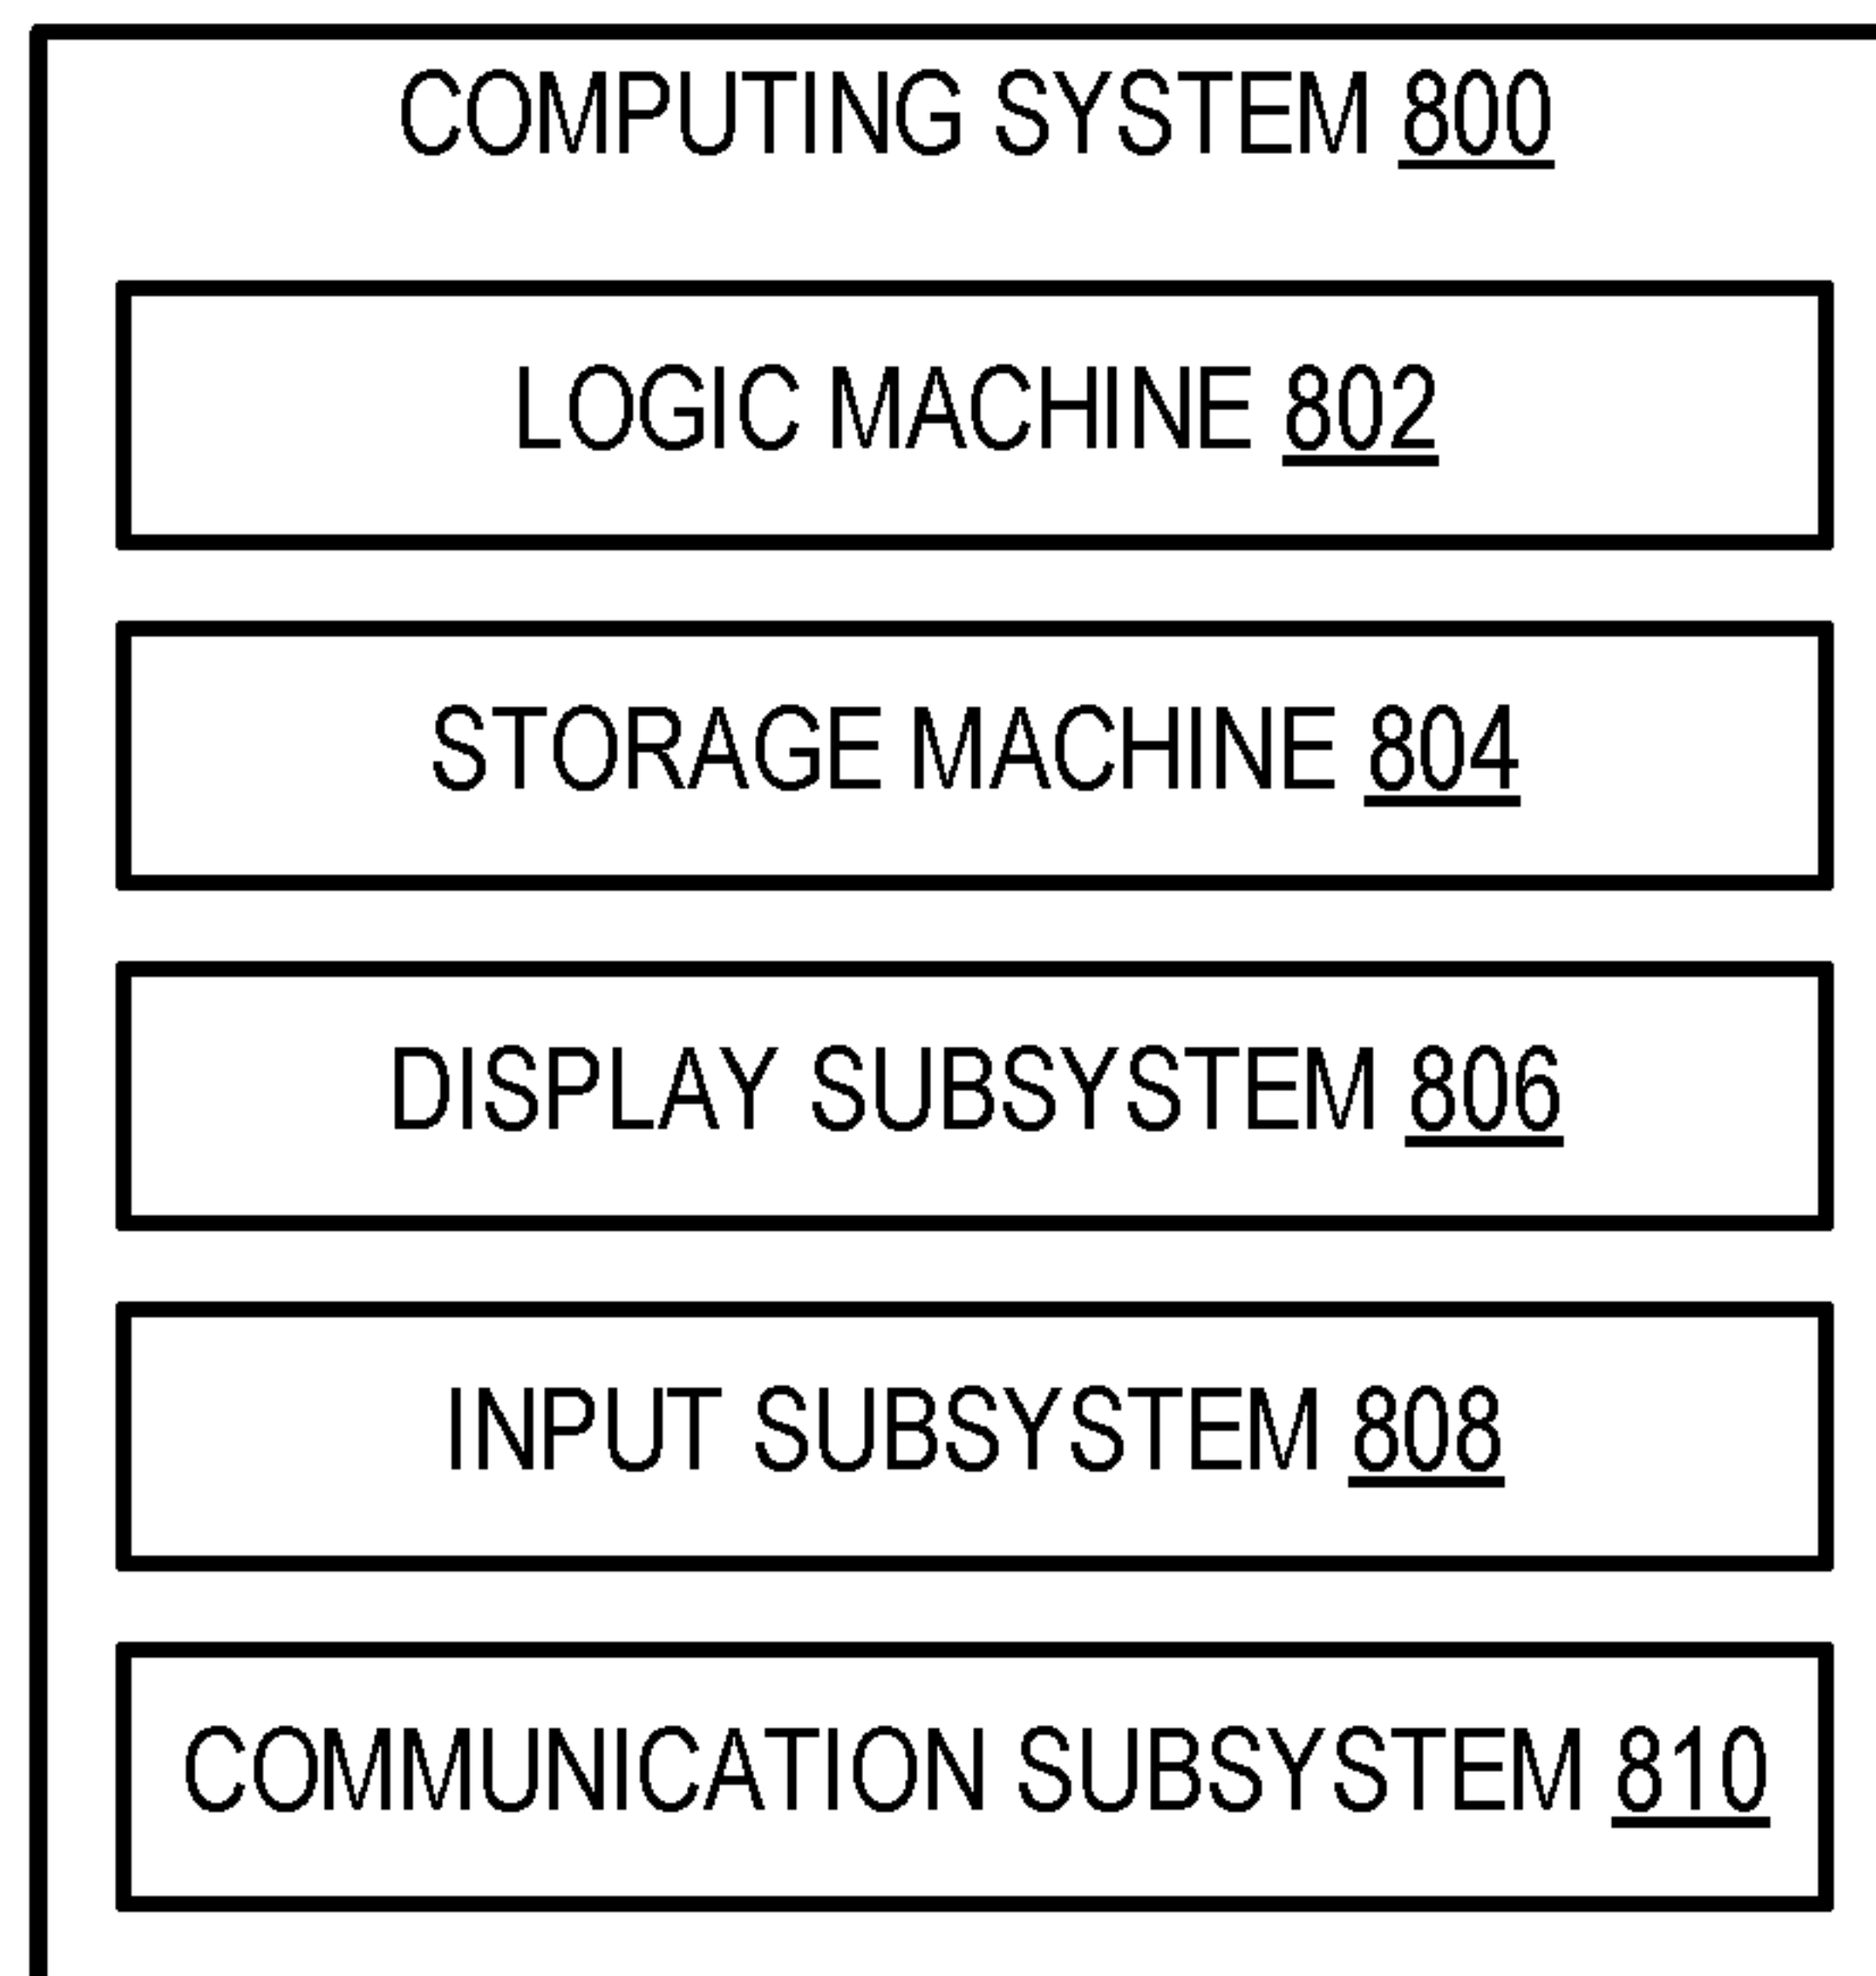 COMPUTING SYSTEM 800
LOGIC MACHINE 802
STORAGE MACHINE 804
DISPLAY SUBSYSTEM 806
INPUT SUBSYSTEM 808
COMMUNICATION SUBSYSTEM 810